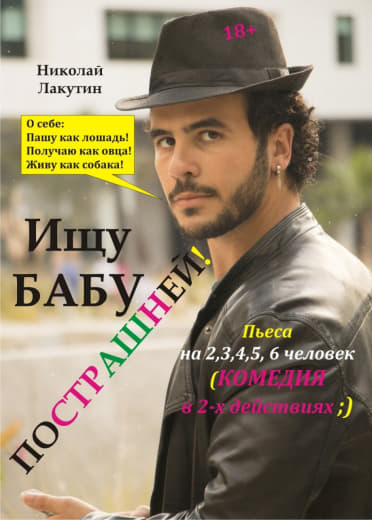 18+
Николай
Лакутин
О себе:
Пашу как лошадь!
Получаю как овца!
Живу как собака!
Ищу
БАБУ
ПОСТРАШНЕЙ!
Пьеса
на 2,3,4,5, 6 человек
(КОМЕДИЯ
в 2-х действиях ;)